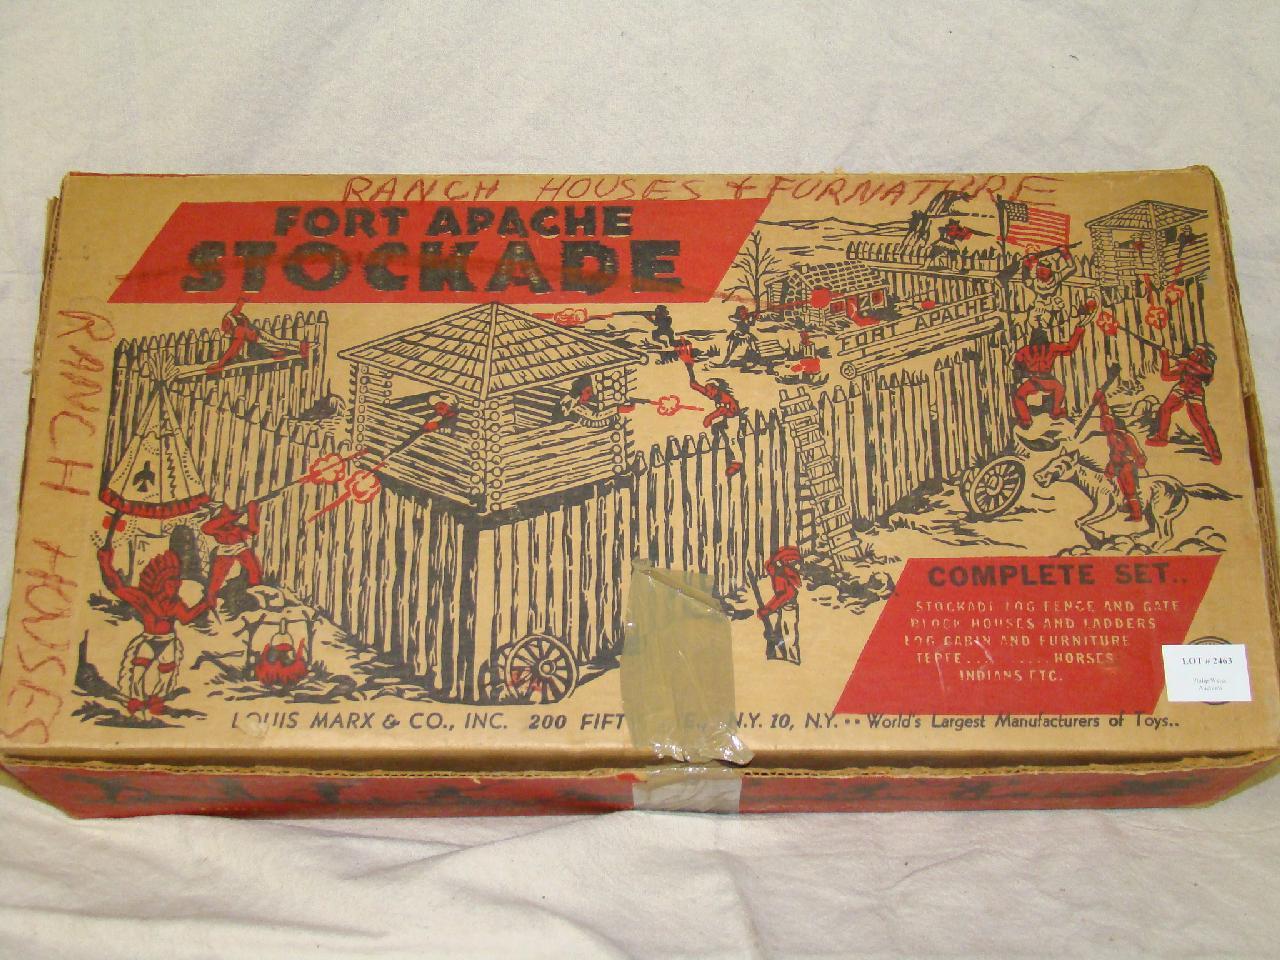 RANCH HOUSES & FURNATURE
FORT APACHE
STOCKADE
FORT APACHE
RANCH HOUSES
COMPLETE SET..
STOCKADE LOG FENCE AND GATE
BLOCK HOUSES AND LADDERS
LOG CABIN AND FURNITURE
TEPEE... .... HORSES
INDIANS ETC.
LOT # 2463
LOUIS MARX & CO., INC. 200 FIFT N.Y. 10, N.Y. •• World's Largest Manufacturers of Toys..